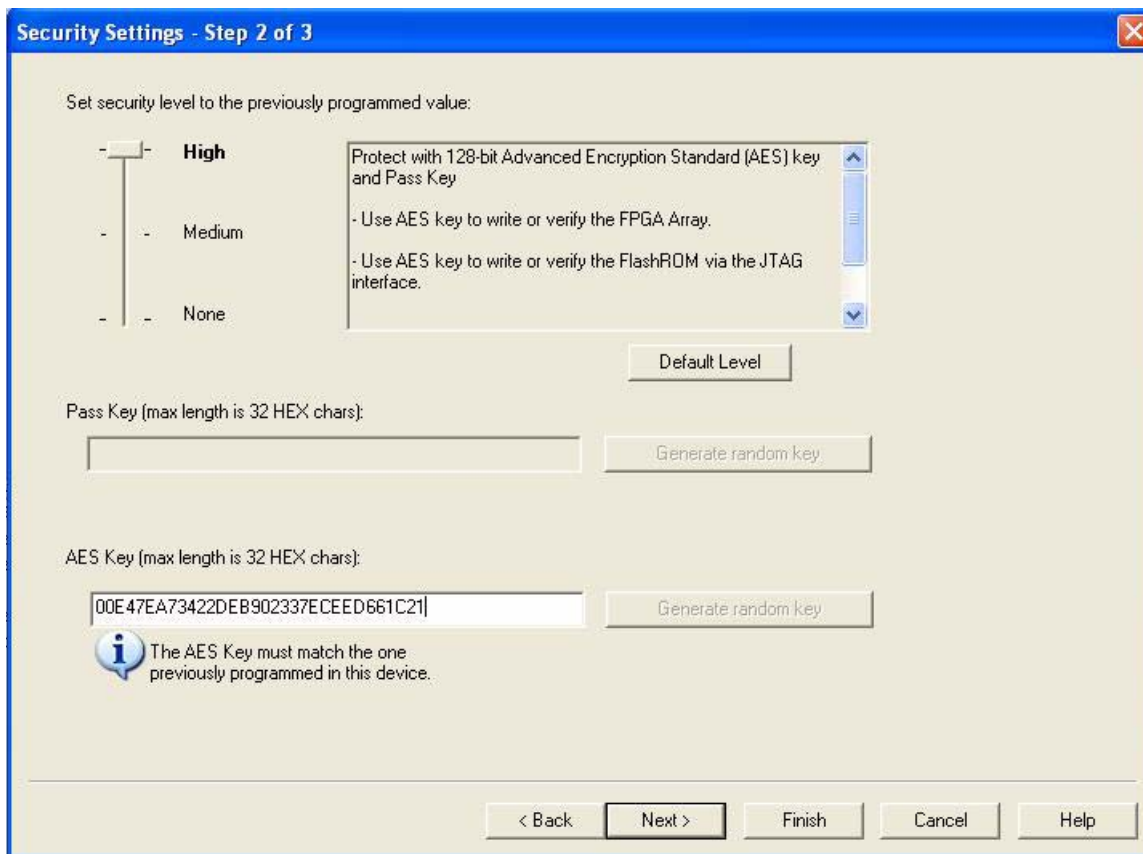 Security Settings - Step 2 of 3
Set security level to the previously programmed value:
High
Medium
None
Protect with 128-bit Advanced Encryption Standard (AES) key
and Pass Key
- Use AES key to write or verify the FPGA Array.
- Use AES key to write or verify the FlashROM via the JTAG
interface.
Default Level
Pass Key (max length is 32 HEX chars):
Generate random key
AES Key (max length is 32 HEX chars):
00E47EA73422DEB902337ECEED661C21
Generate random key
The AES Key must match the one
previously programmed in this device.
< Back
Next >
Finish
Cancel
Help